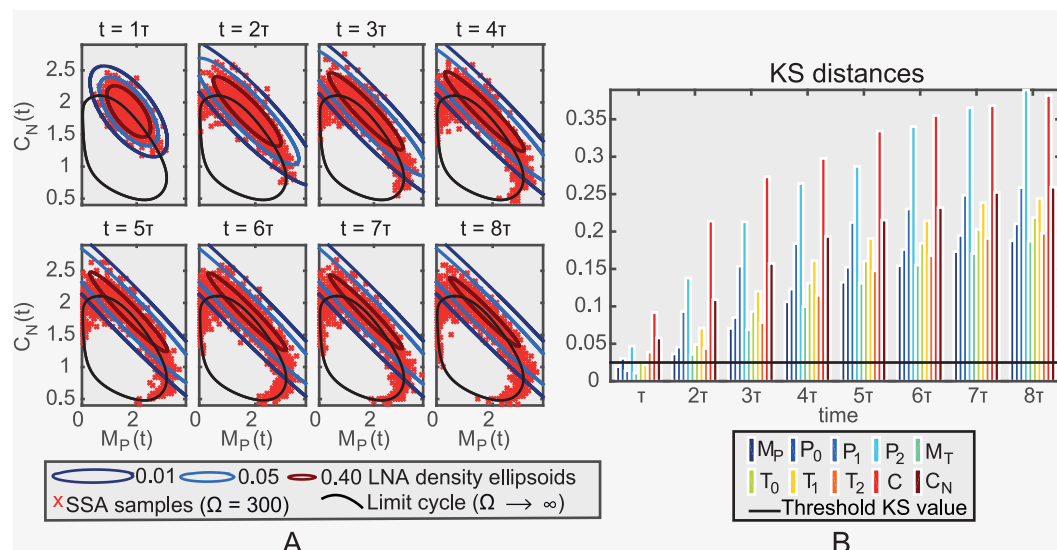 t = 1τ t = 2τ t = 3τ t = 4τ
2.5
2
1.5
1
0.5
C_N(t)
t = 5τ t = 6τ t = 7τ t = 8τ
2.5
2
1.5
1
0.5
C_N(t)
0 2 0 2 0 2 0 2
M_P(t) M_P(t) M_P(t) M_P(t)
0.01 0.05 0.40 LNA density ellipsoids
x SSA samples (Ω = 300) Limit cycle (Ω → ∞)
A
KS distances
0.35
0.3
0.25
0.2
0.15
0.1
0.05
0
τ 2τ 3τ 4τ 5τ 6τ 7τ 8τ
time
M_P P_0 P_1 P_2 M_T
T_0 T_1 T_2 C C_N
Threshold KS value
B